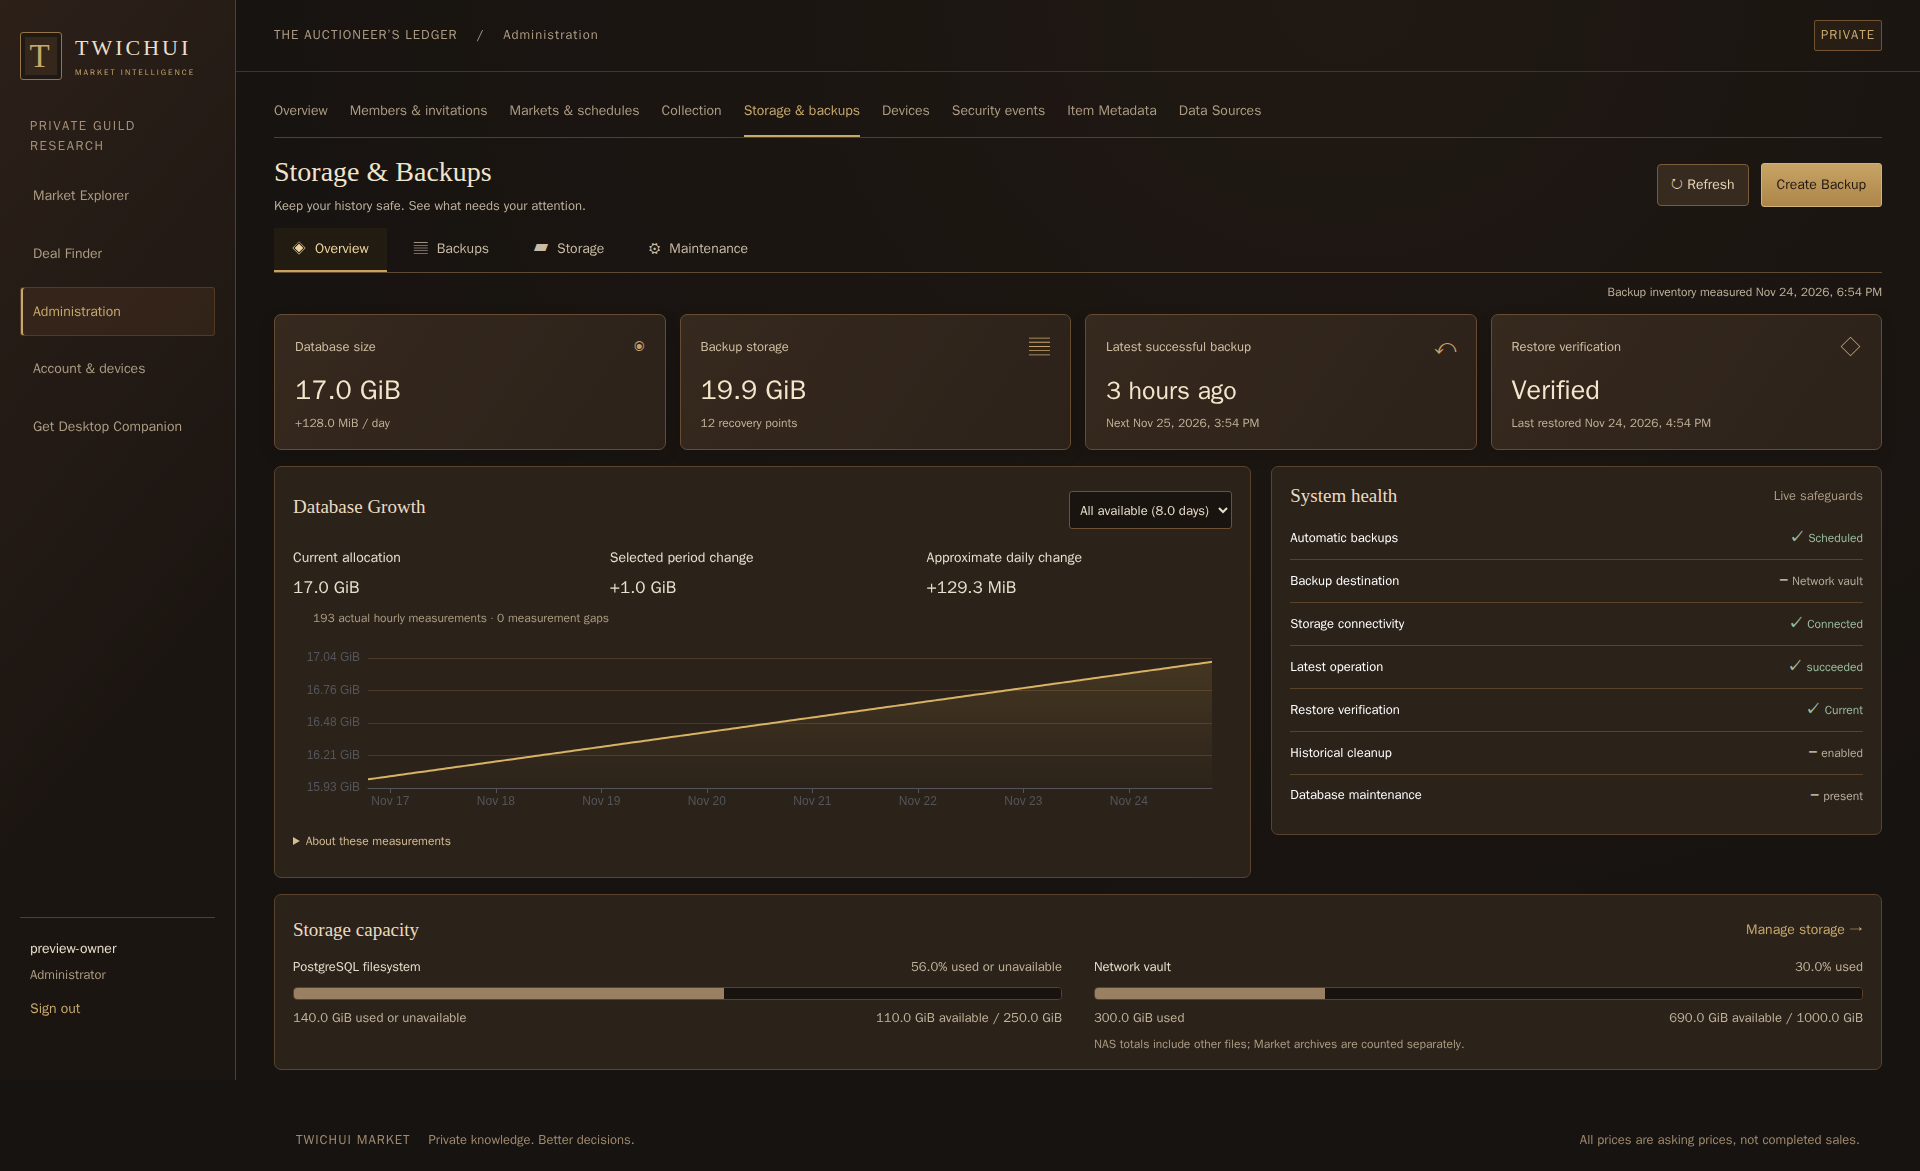 T
TWICHUI
MARKET INTELLIGENCE
PRIVATE GUILD
RESEARCH
Market Explorer
Deal Finder
Administration
Account & devices
Get Desktop Companion
preview-owner
Administrator
Sign out
THE AUCTIONEER'S LEDGER / Administration
PRIVATE
Overview Members & invitations Markets & schedules Collection Storage & backups Devices Security events Item Metadata Data Sources
Storage & Backups
Keep your history safe. See what needs your attention.
Refresh
Create Backup
Overview Backups Storage Maintenance
Backup inventory measured Nov 24, 2026, 6:54 PM
Database size
17.0 GiB
+128.0 MiB / day
Backup storage
19.9 GiB
12 recovery points
Latest successful backup
3 hours ago
Next Nov 25, 2026, 3:54 PM
Restore verification
Verified
Last restored Nov 24, 2026, 4:54 PM
Database Growth
All available (8.0 days)
Current allocation
17.0 GiB
Selected period change
+1.0 GiB
Approximate daily change
+129.3 MiB
193 actual hourly measurements · 0 measurement gaps
17.04 GiB
16.76 GiB
16.48 GiB
16.21 GiB
15.93 GiB
Nov 17 Nov 18 Nov 19 Nov 20 Nov 21 Nov 22 Nov 23 Nov 24
About these measurements
System health
Live safeguards
Automatic backups ✓ Scheduled
Backup destination – Network vault
Storage connectivity ✓ Connected
Latest operation ✓ succeeded
Restore verification ✓ Current
Historical cleanup – enabled
Database maintenance – present
Storage capacity
Manage storage →
PostgreSQL filesystem 56.0% used or unavailable
140.0 GiB used or unavailable 110.0 GiB available / 250.0 GiB
Network vault 30.0% used
300.0 GiB used 690.0 GiB available / 1000.0 GiB
NAS totals include other files; Market archives are counted separately.
TWICHUI MARKET Private knowledge. Better decisions.
All prices are asking prices, not completed sales.